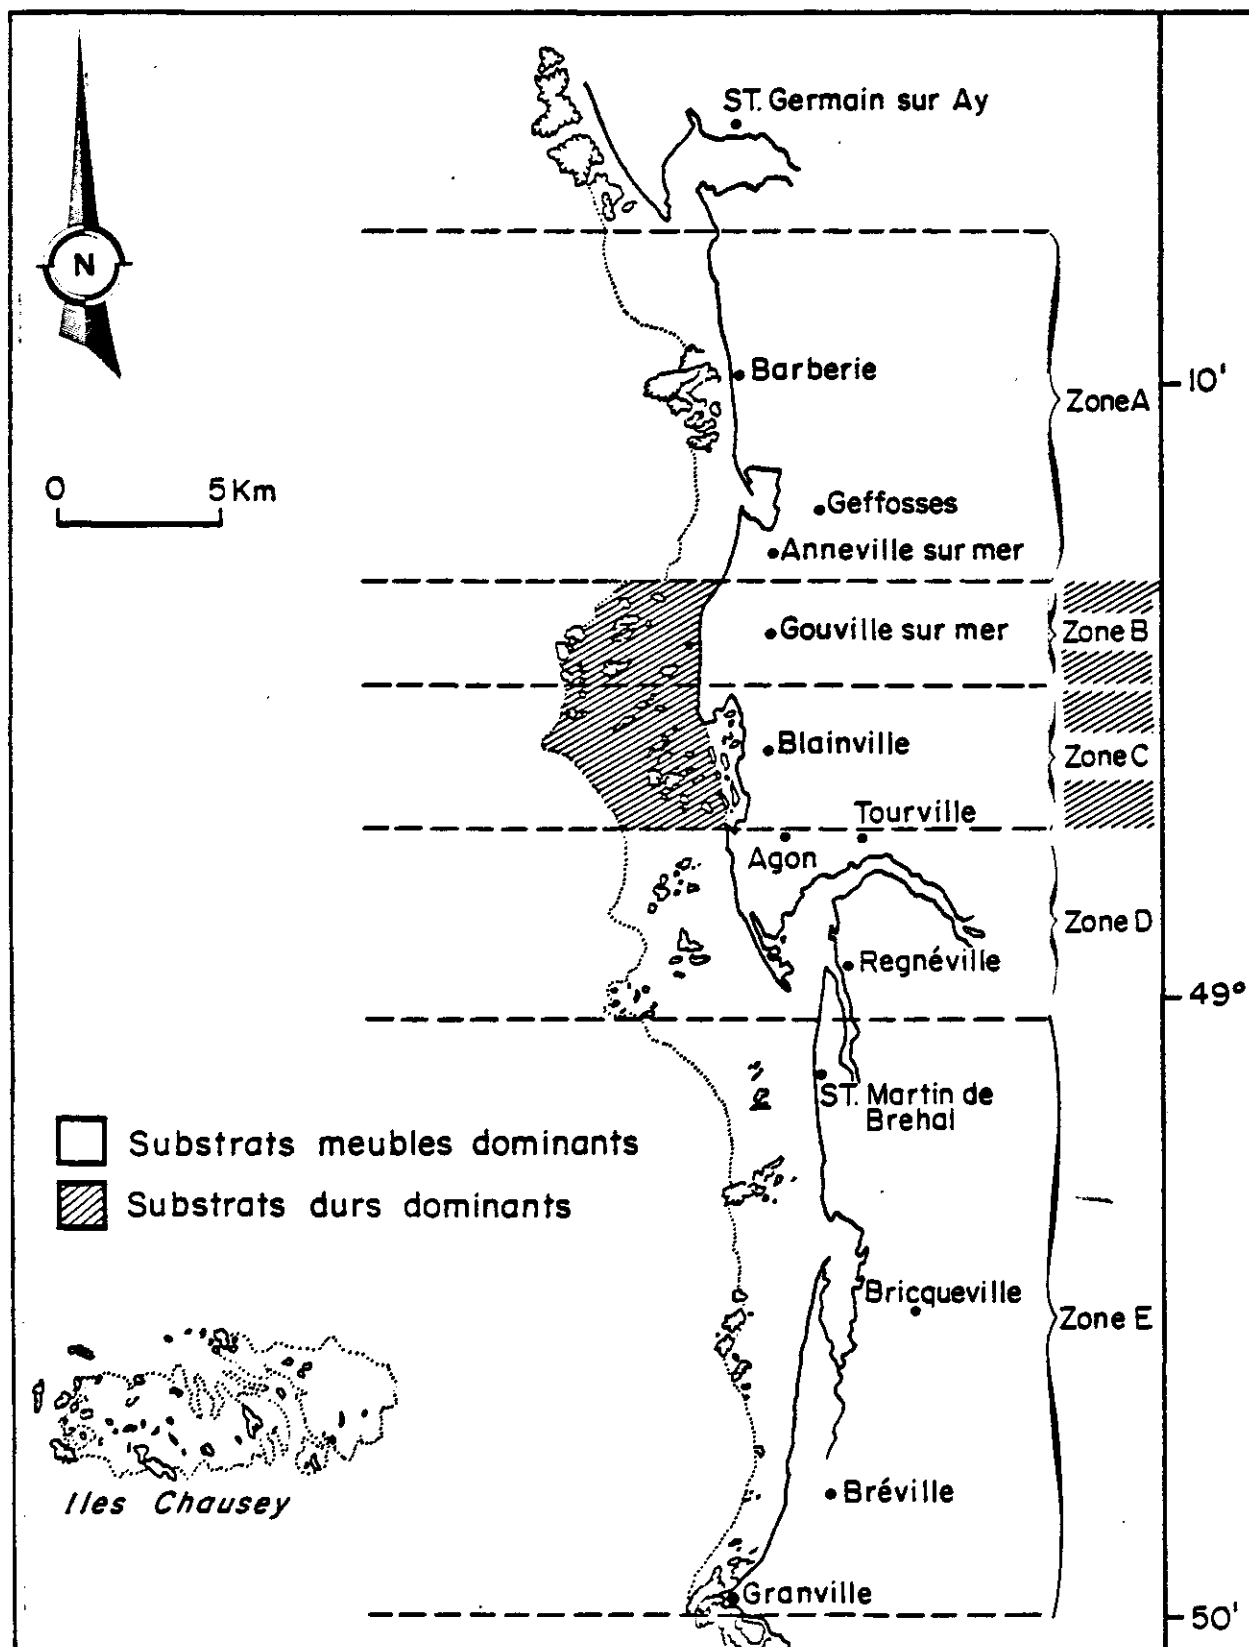 ST. Germain sur Ay
N
Barberie
Zone A
10'
0 5 Km
Geffosses
Anneville sur mer
Gouville sur mer
Zone B
Blainville
Zone C
Tourville
Agon
Zone D
Regnéville
49°
ST. Martin de
Brehal
Substrats meubles dominants
Substrats durs dominants
Bricqueville
Zone E
Iles Chausey
Bréville
Granville
50'